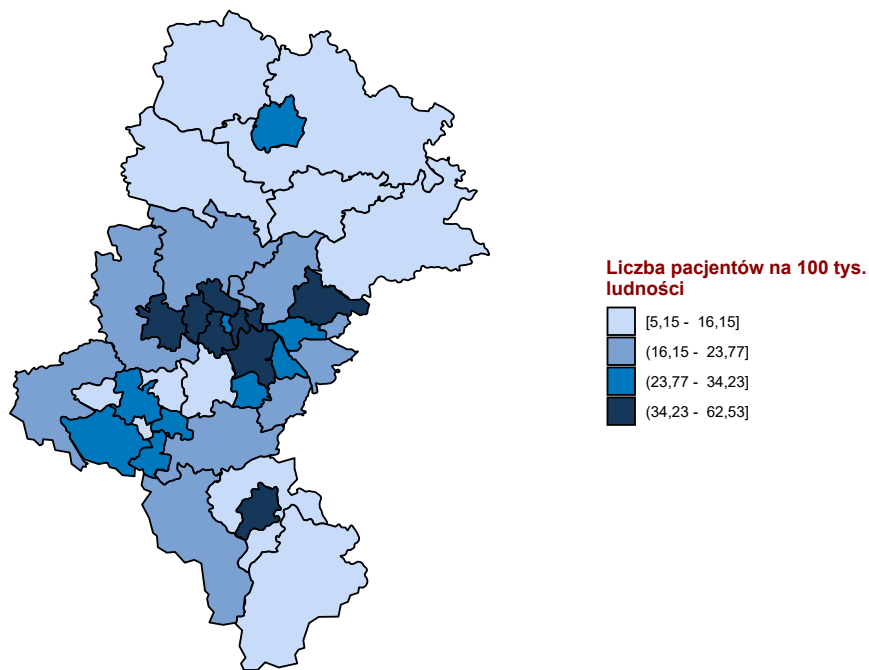 Liczba pacjentów na 100 tys.
ludności
[5,15 - 16,15]
(16,15 - 23,77]
(23,77 - 34,23]
(34,23 - 62,53]